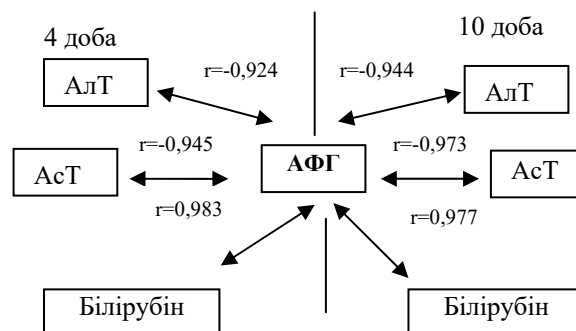 4 доба
10 доба
r=-0,924
r=-0,944
АлТ
АлТ
r=-0,945
АФГ
r=-0,973
АсТ
АсТ
r=0,983
r=0,977
Білірубін
Білірубін